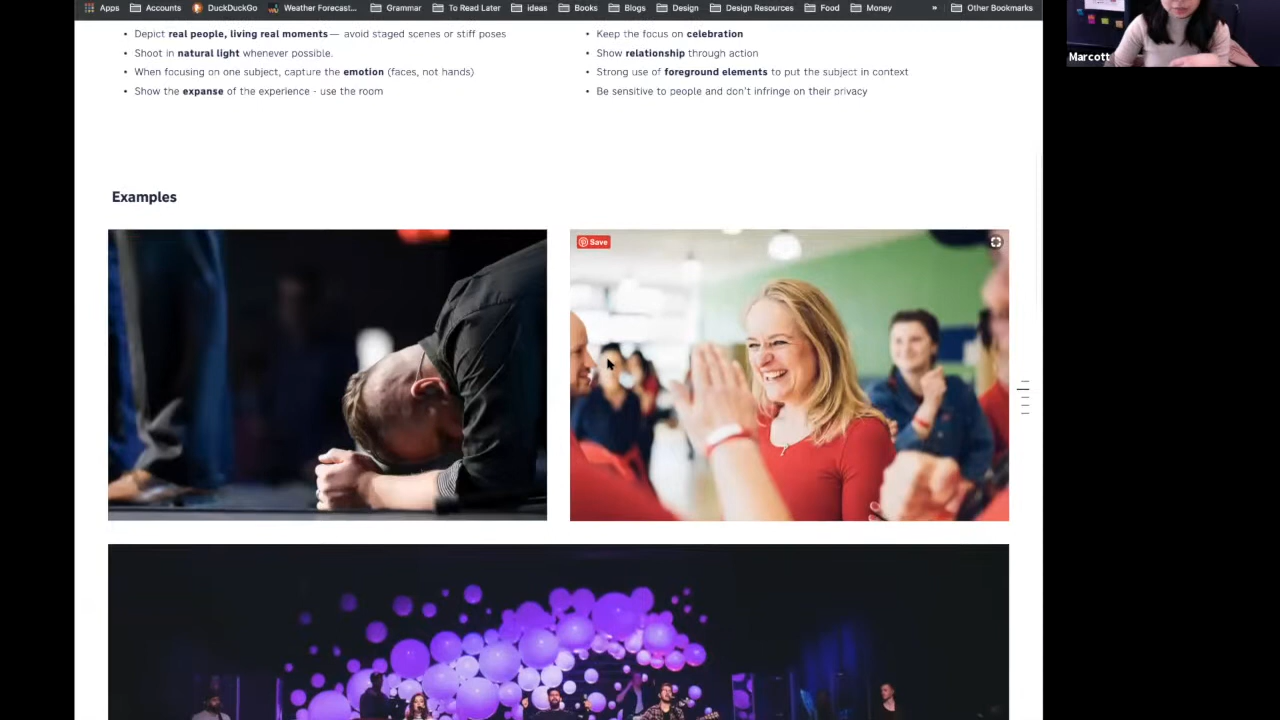 Apps Accounts DuckDuckGo Weather Forecast... Grammar To Read Later ideas Books Blogs Design Design Resources Food Money » Other Bookmarks
Marcott
• Depict real people, living real moments— avoid staged scenes or stiff poses
• Shoot in natural light whenever possible.
• When focusing on one subject, capture the emotion (faces, not hands)
• Show the expanse of the experience - use the room
• Keep the focus on celebration
• Show relationship through action
• Strong use of foreground elements to put the subject in context
• Be sensitive to people and don't infringe on their privacy
Examples
Save